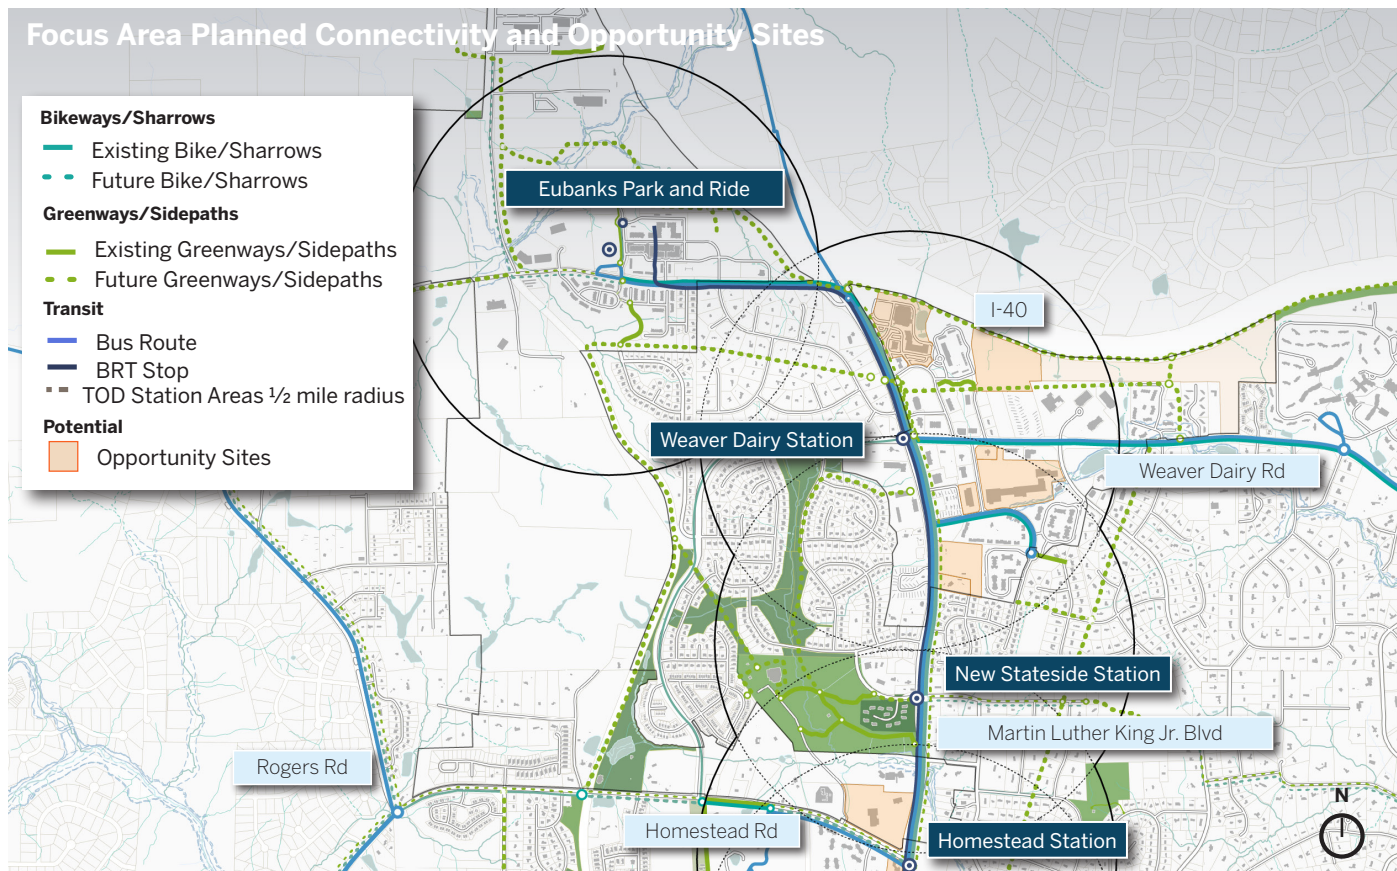 Focus Area Planned Connectivity and Opportunity Sites
Bikeways/Sharrows
Existing Bike/Sharrows
Future Bike/Sharrows
Greenways/Sidepaths
Existing Greenways/Sidepaths
Future Greenways/Sidepaths
Transit
Bus Route
BRT Stop
TOD Station Areas ½ mile radius
Potential
Opportunity Sites
Eubanks Park and Ride
I-40
Weaver Dairy Station
Weaver Dairy Rd
New Stateside Station
Martin Luther King Jr. Blvd
Rogers Rd
Homestead Rd
Homestead Station
N